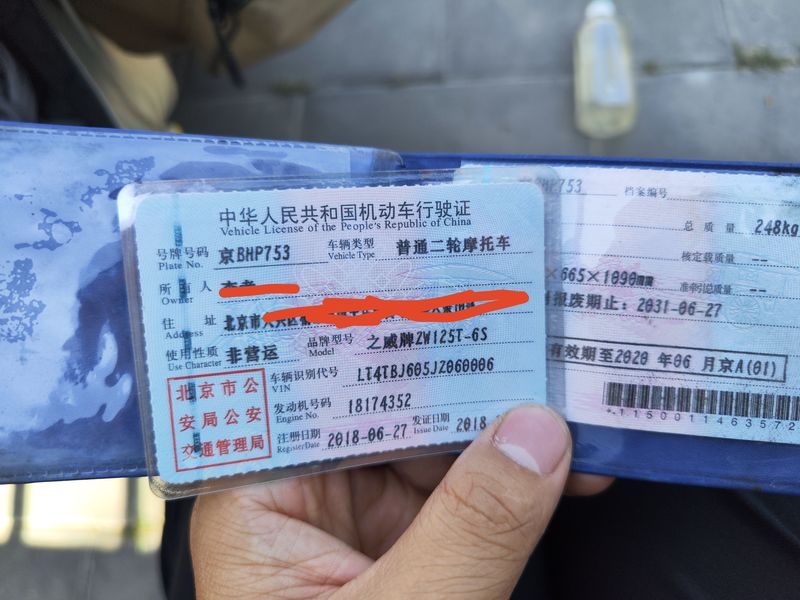 中华人民共和国机动车行驶证
Vehicle License of the People's Republic of China
号牌号码 京BHP753 车辆类型 普通二轮摩托车
Plate No. Vehicle Type
所有人
Owner
住址 北京市
Address
使用性质 非营运 品牌型号 之威牌ZW125T-6S
Use Character Model
北京市公
安局公安
交通管理局
车辆识别代号 LT4TBJ605JZ060006
VIN
发动机号码 18174352
Engine No.
注册日期 2018-06-27 发证日期 2018
Register Date Issue Date
HP753 档案编号
总质量 248kg
核定载质量 --
×665×1090 准牵引总质量 --
报废期止：2031-06-27
有效期至2020年06月京A(01)
*1150011463572